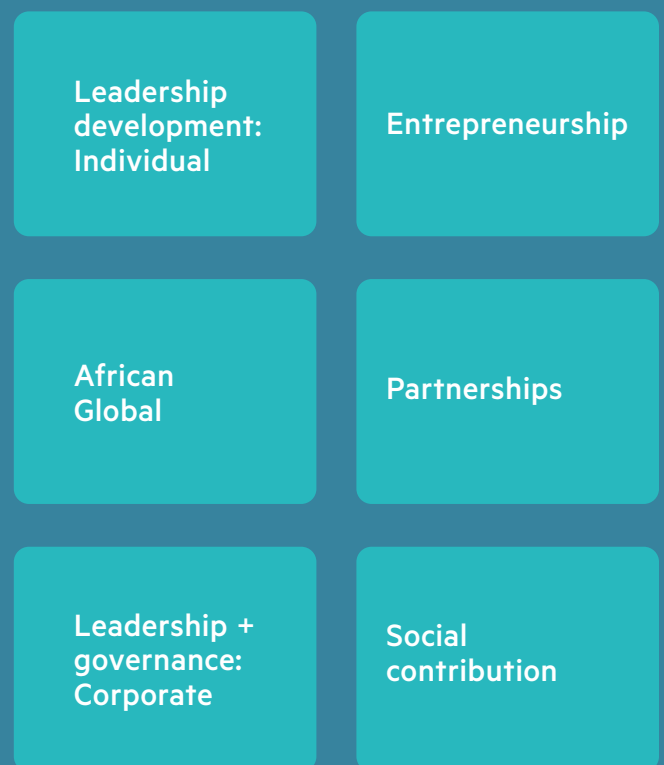 Leadership
development:
Individual
Entrepreneurship
African
Global
Partnerships
Leadership +
governance:
Corporate
Social
contribution